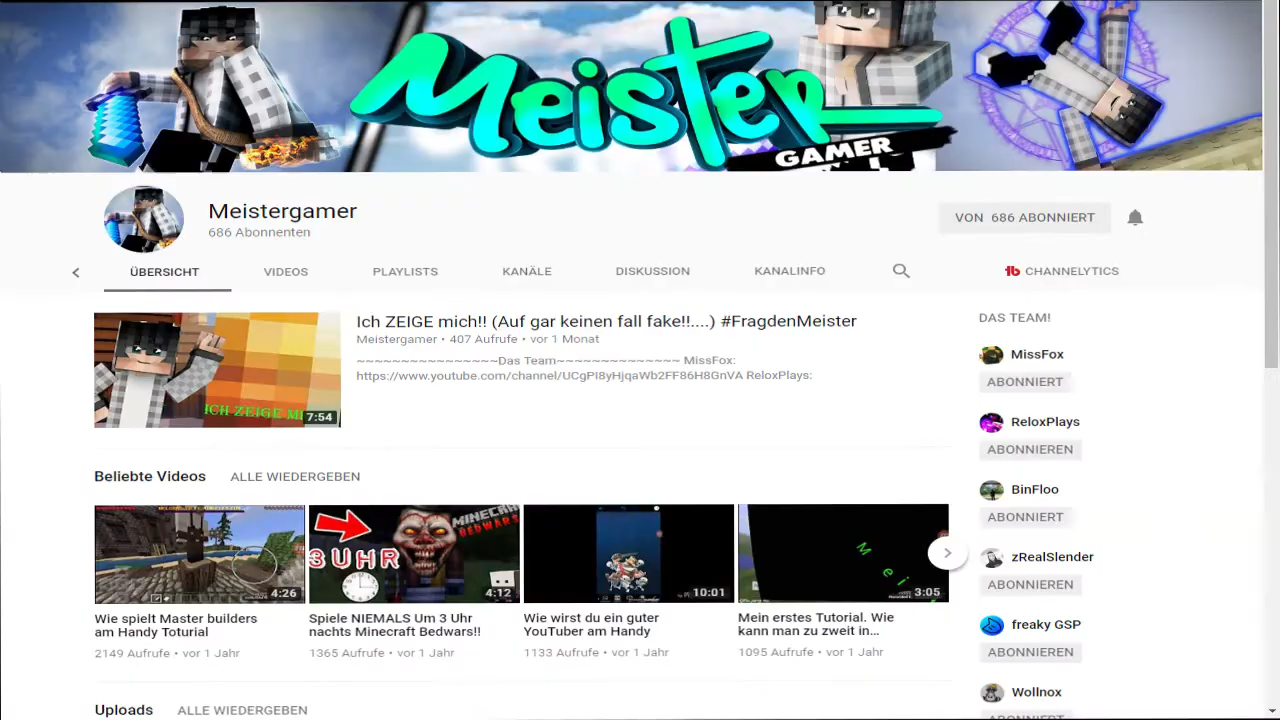 Meister
GAMER
Meistergamer
686 Abonnenten
VON 686 ABONNIERT
ÜBERSICHT
VIDEOS
PLAYLISTS
KANÄLE
DISKUSSION
KANALINFO
CHANNELYTICS
ICH ZEIGE MI
7:54
Ich ZEIGE mich!! (Auf gar keinen fall fake!!....) #FragdenMeister
Meistergamer • 407 Aufrufe • vor 1 Monat
~~~~~~~~~~~~~~~~Das Team~~~~~~~~~~~~~~ MissFox:
https://www.youtube.com/channel/UCgPI8yHjqaWb2FF86H8GnVA ReloxPlays:
DAS TEAM!
MissFox
ABONNIERT
ReloxPlays
ABONNIEREN
BinFloo
ABONNIERT
zRealSlender
ABONNIEREN
freaky GSP
ABONNIEREN
Wollnox
ABONNIEREN
Beliebte Videos
ALLE WIEDERGEBEN
4:26
MINECRAFT
BEDWARS
3 UHR
4:12
10:01
M e i
3:05
Wie spielt Master builders
am Handy Toturial
2149 Aufrufe • vor 1 Jahr
Spiele NIEMALS Um 3 Uhr
nachts Minecraft Bedwars!!
1365 Aufrufe • vor 1 Jahr
Wie wirst du ein guter
YouTuber am Handy
1133 Aufrufe • vor 1 Jahr
Mein erstes Tutorial. Wie
kann man zu zweit in...
1095 Aufrufe • vor 1 Jahr
Uploads
ALLE WIEDERGEBEN